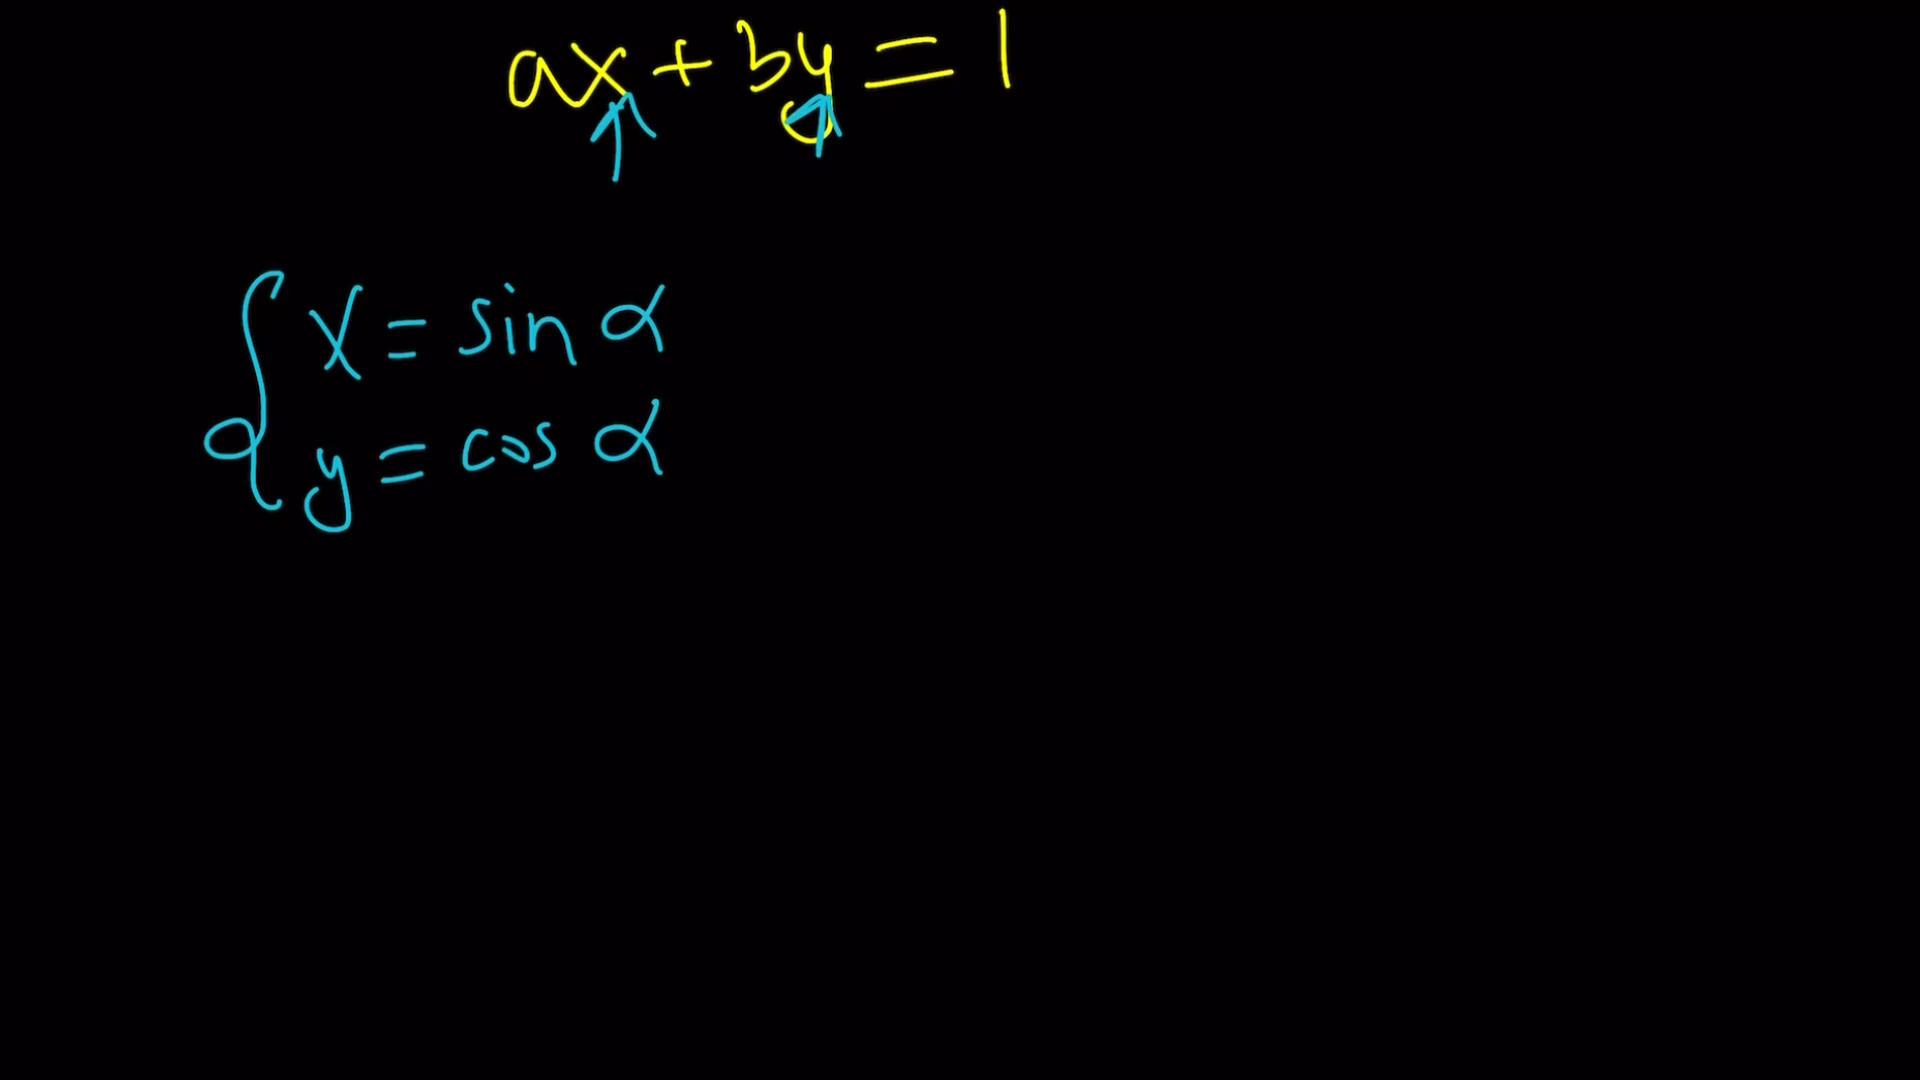 ax + by = 1
x = sin α
y = cos α